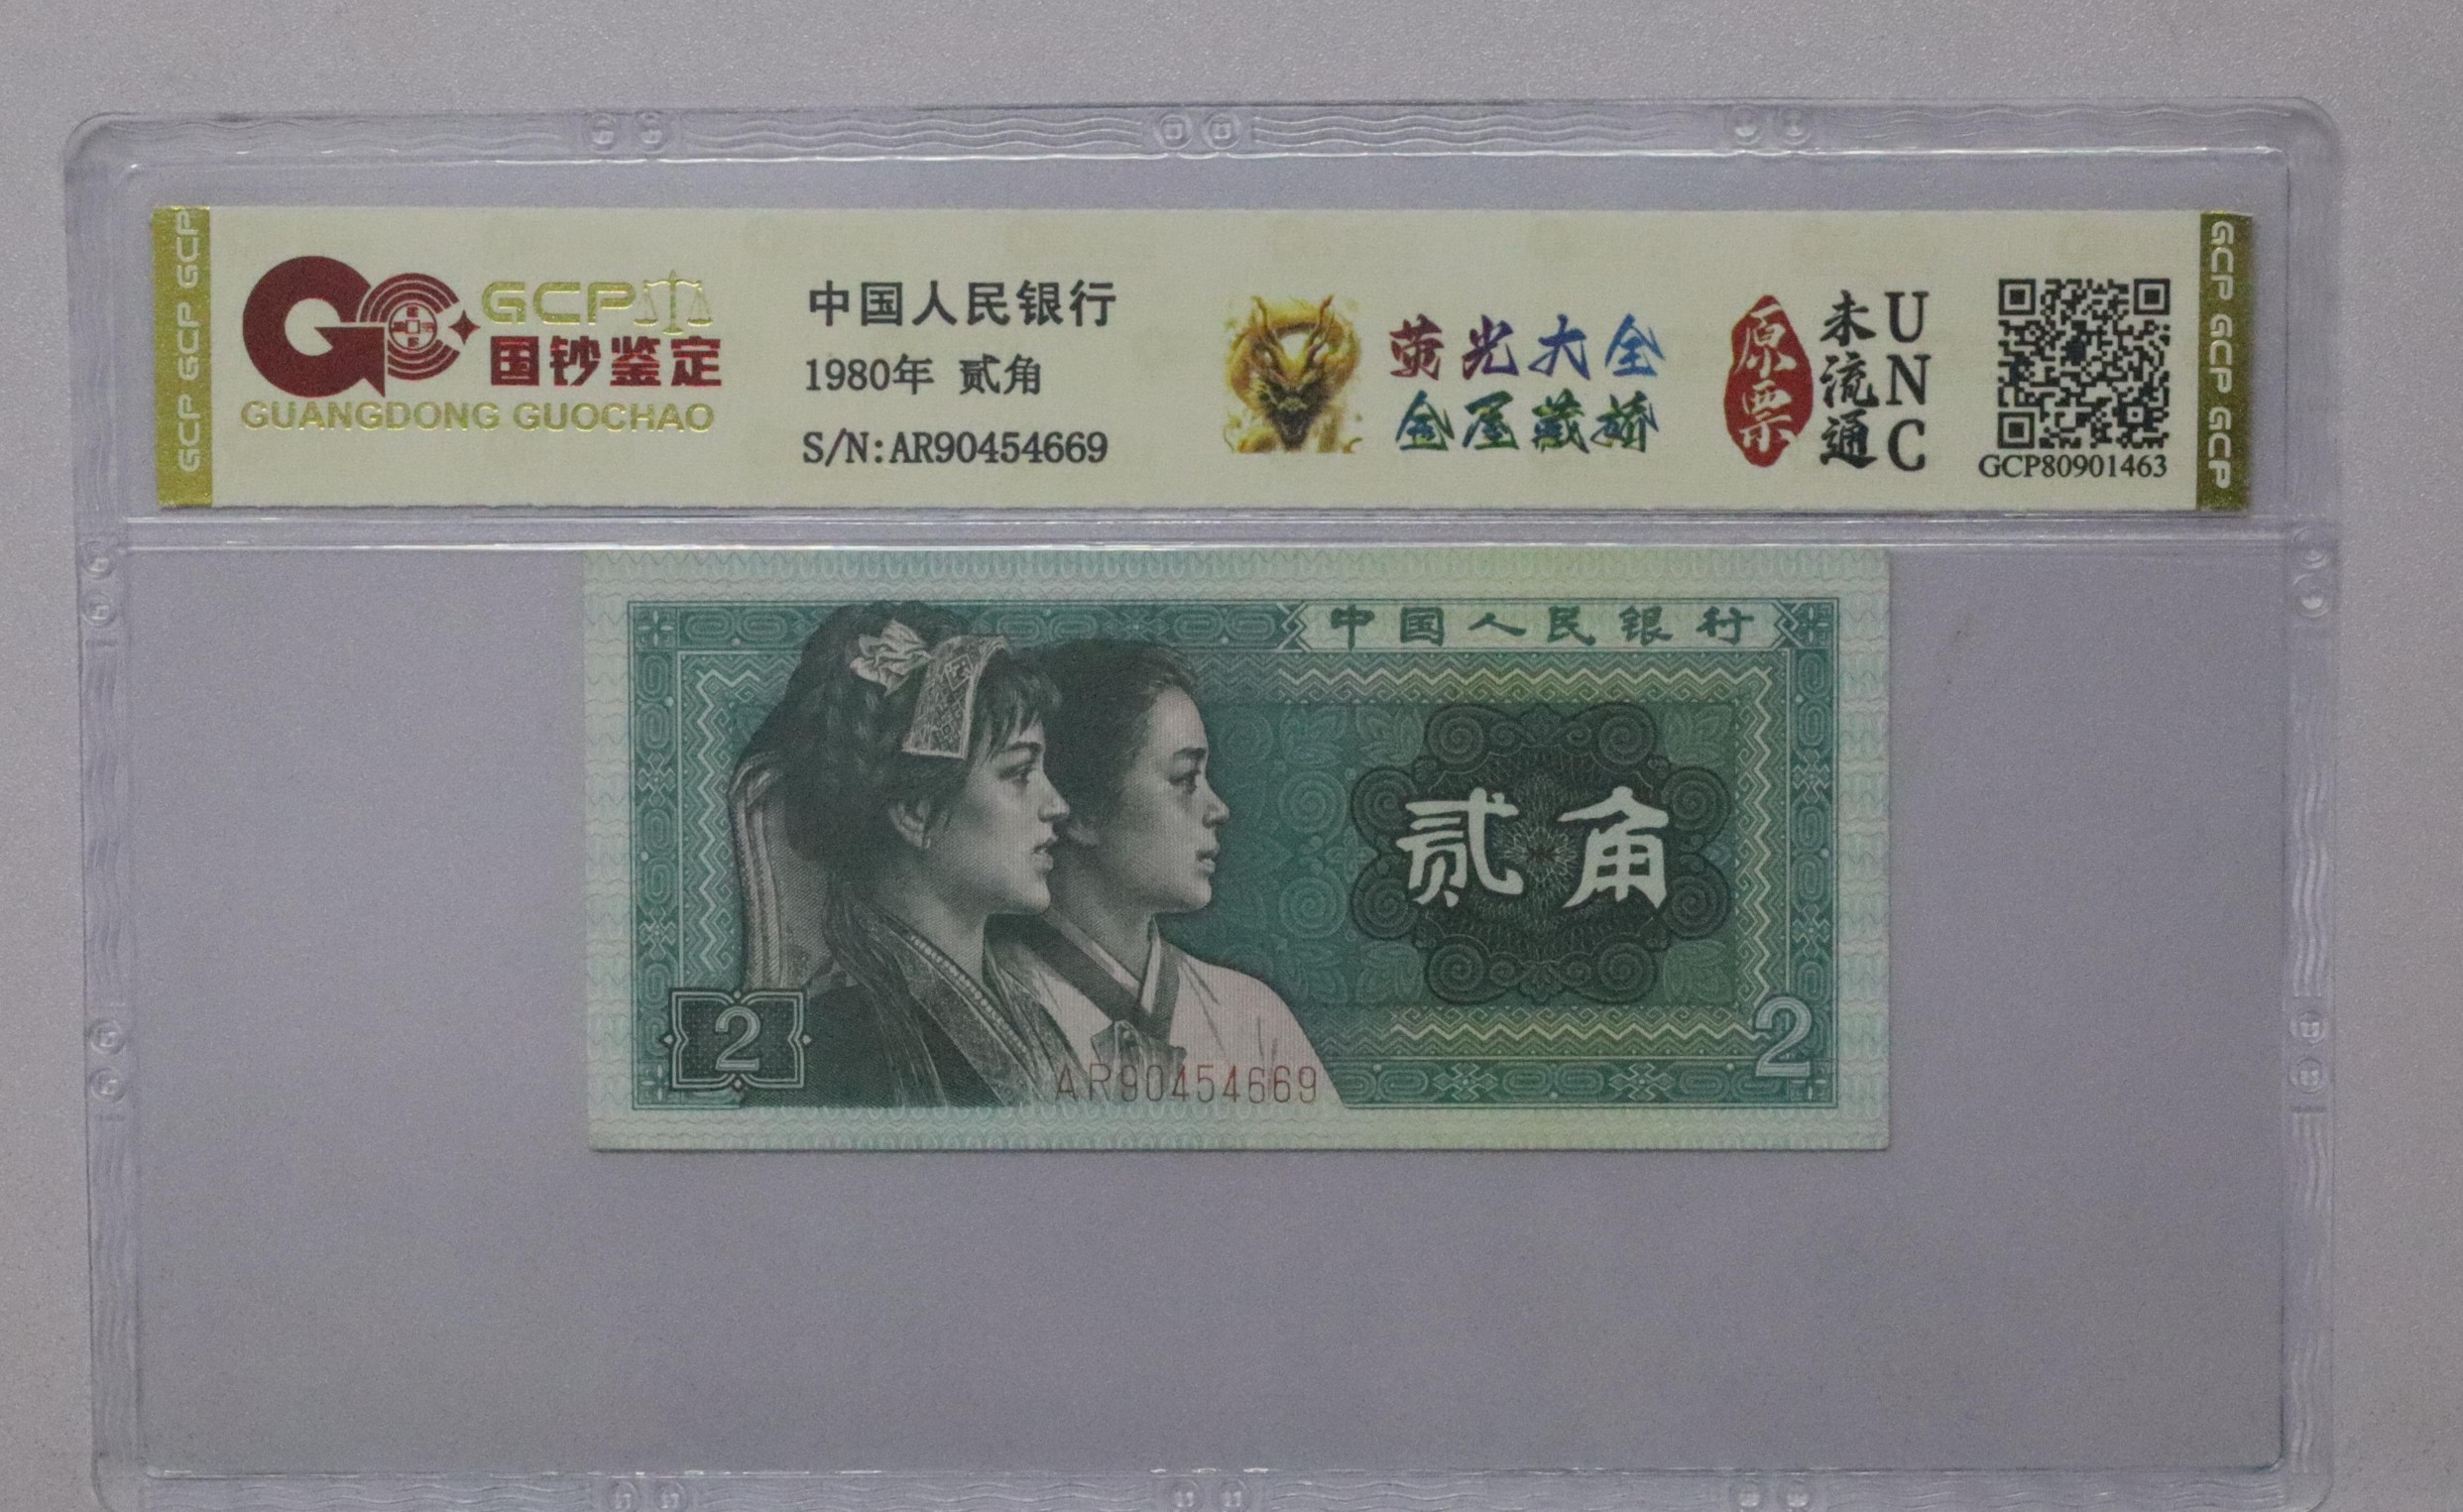 GCP GCP GCP
GCP
国钞鉴定
GUANGDONG GUOCHAO
中国人民银行
1980年 贰角
S/N:AR90454669
荧光大全
金屋藏娇
原票
未流通
UNC
GCP80901463
GCP GCP GCP
中国人民银行
贰角
2
2
AR90454669